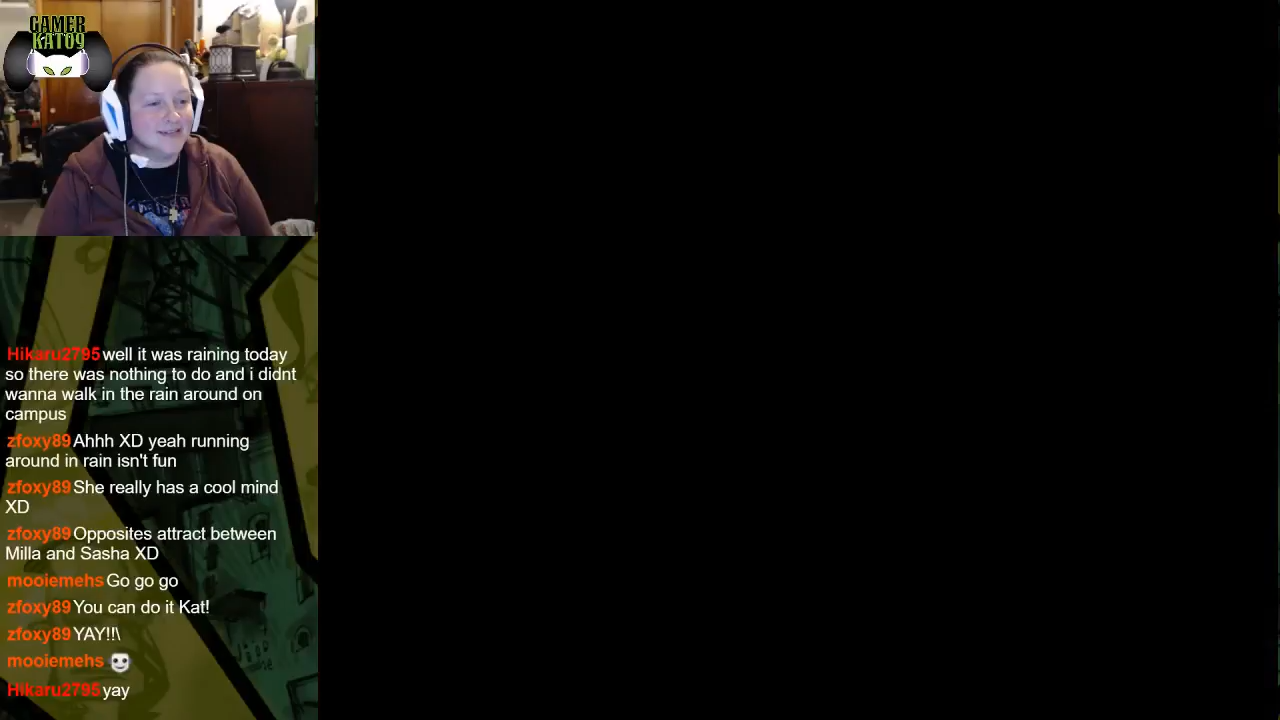 GAMER
KAT09
Hikaru2795 well it was raining today
so there was nothing to do and i didnt
wanna walk in the rain around on
campus
zfoxy89 Ahhh XD yeah running
around in rain isn't fun
zfoxy89 She really has a cool mind
XD
zfoxy89 Opposites attract between
Milla and Sasha XD
mooiemehs Go go go
zfoxy89 You can do it Kat!
zfoxy89 YAY!!\
mooiemehs
Hikaru2795 yay